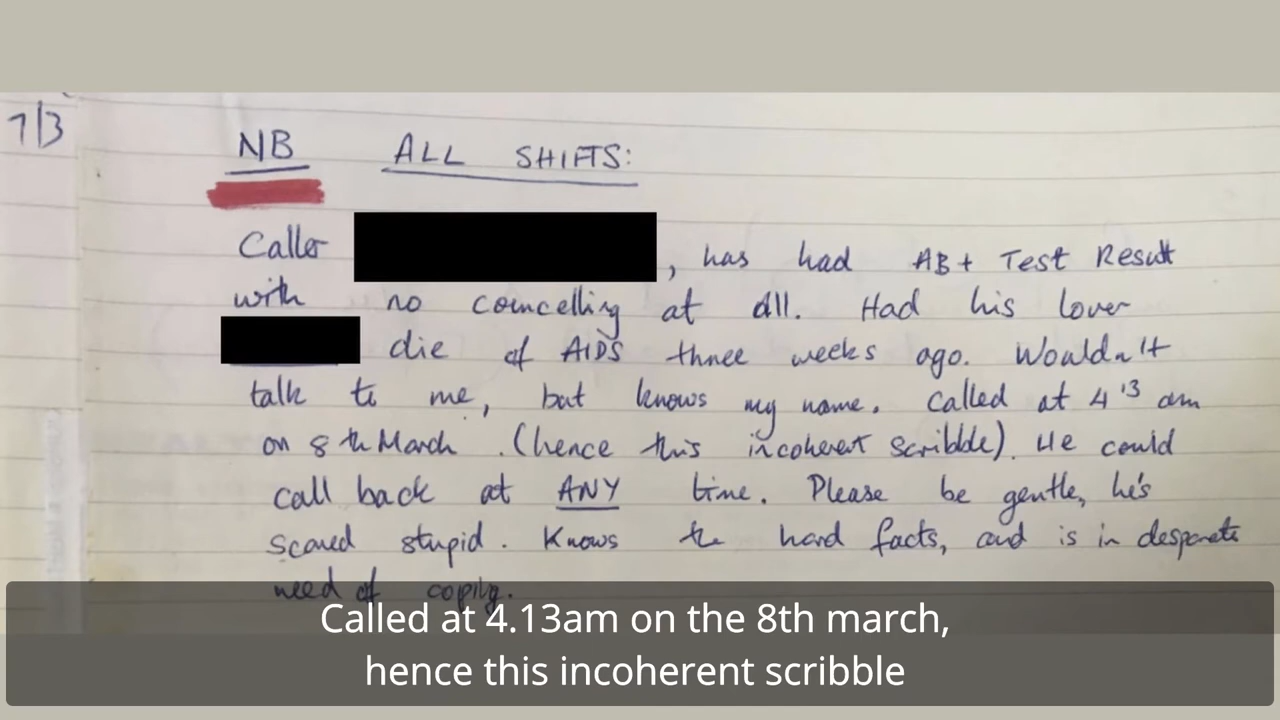 7/3
NB ALL SHIFTS:
Caller , has had AB+ Test Result
with no councelling at all. Had his lover
die of AIDS three weeks ago. Wouldn't
talk to me, but knows my name. Called at 4 13 am
on 8th March. (hence this incoherent scribble). He could
call back at ANY time. Please be gentle, he's
scared stupid. Knows the hard facts, and is in desperate
need of coping.
Called at 4.13am on the 8th march,
hence this incoherent scribble